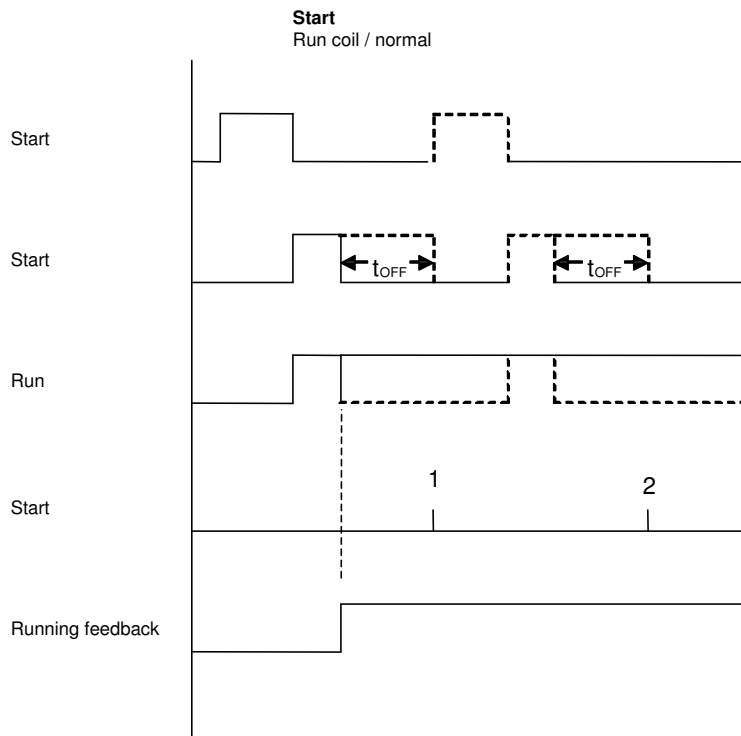 Start
Run coil / normal
Start
Start
tOFF
tOFF
Run
Start
1
2
Running feedback